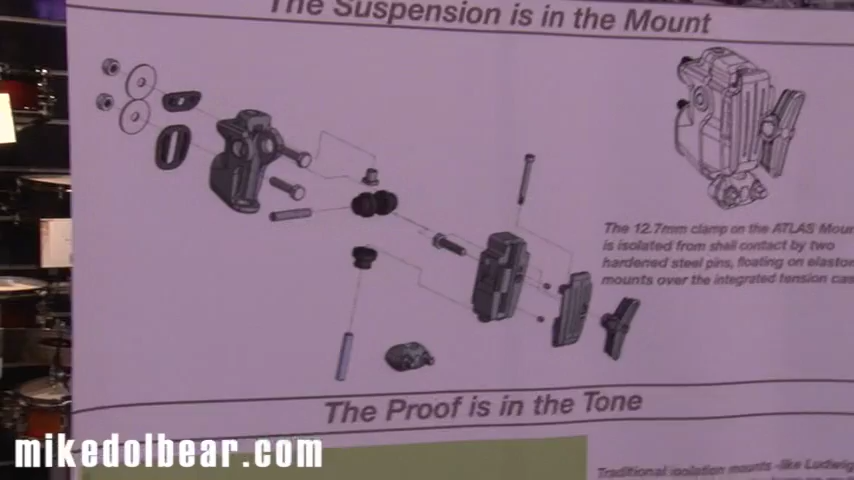 The Suspension is in the Mount
The 12.7mm clamp on the ATLAS Mount
is isolated from shell contact by two
hardened steel pins, floating on
mounts over the integrated tension
The Proof is in the Tone
Traditional isolation mounts -like Ludwig
mikedolbear.com